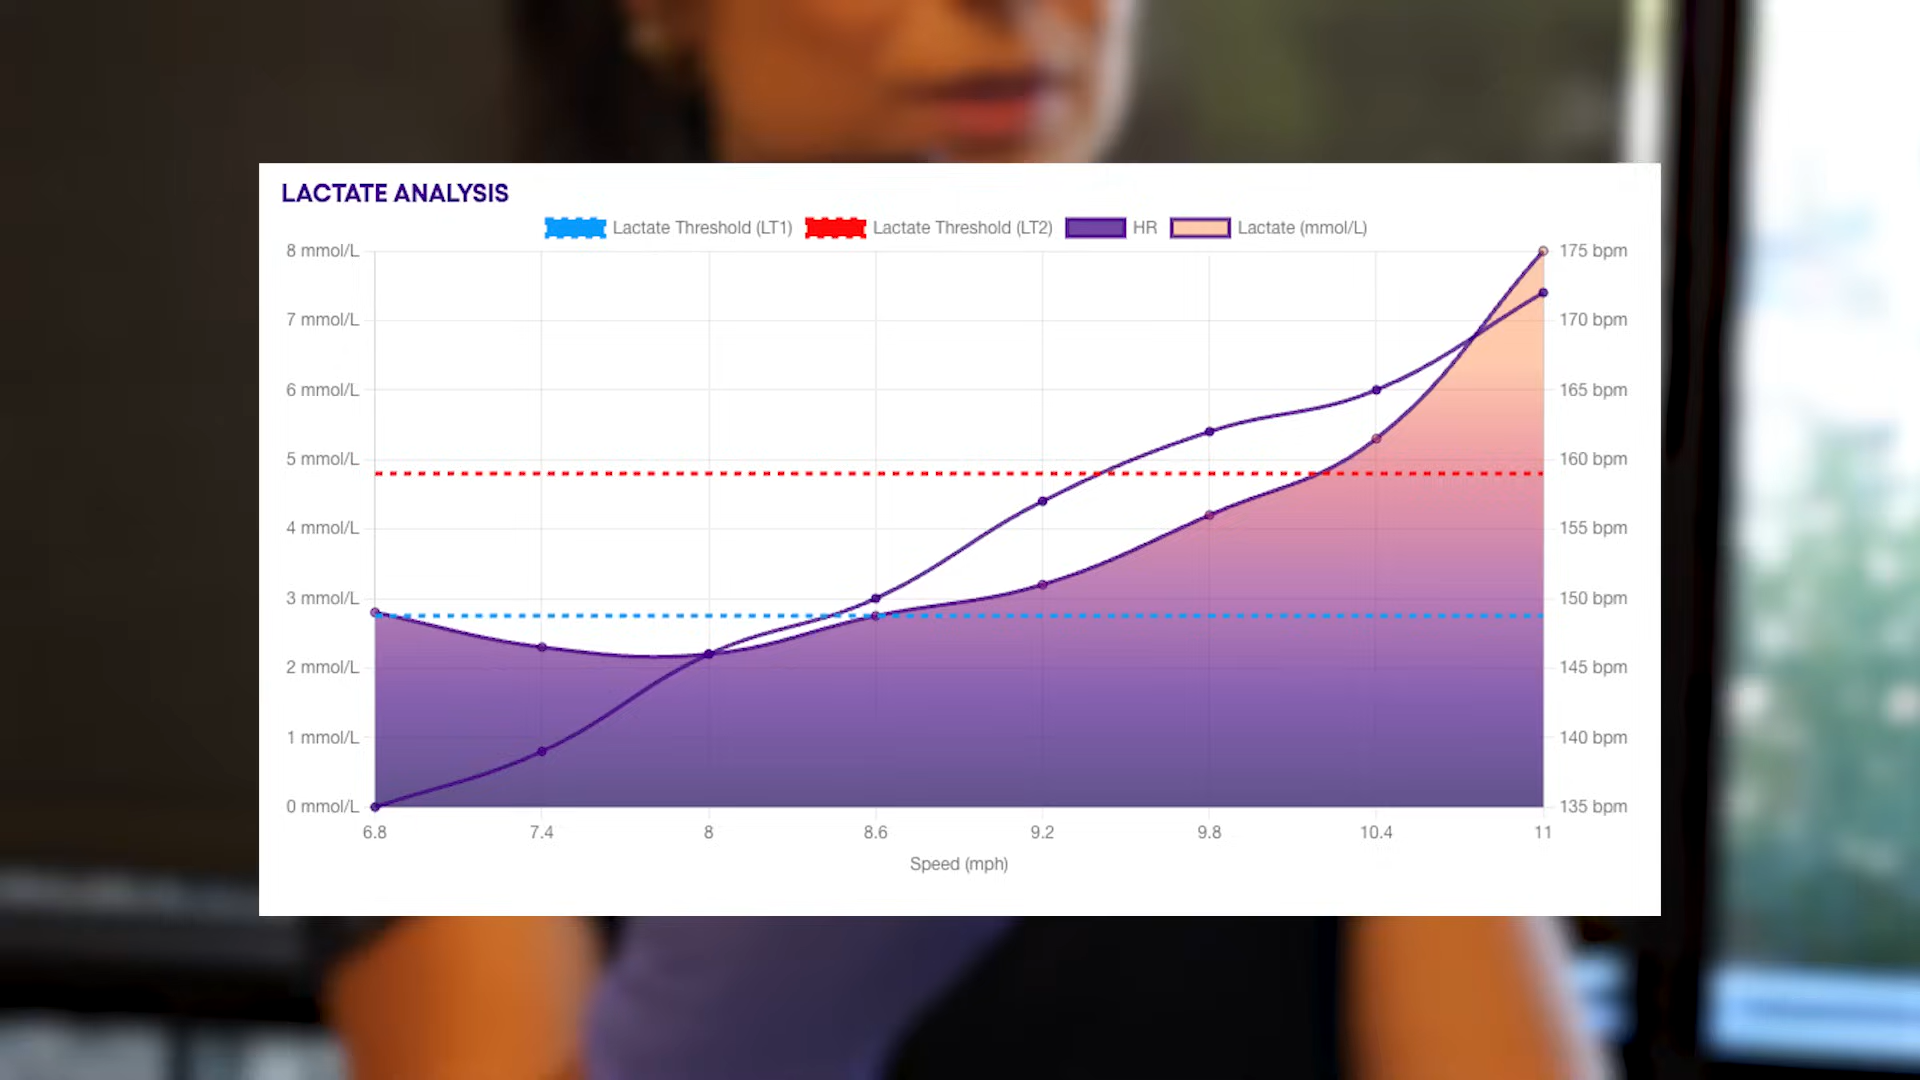 LACTATE ANALYSIS
Lactate Threshold (LT1) Lactate Threshold (LT2) HR Lactate (mmol/L)
8 mmol/L 175 bpm
7 mmol/L 170 bpm
6 mmol/L 165 bpm
5 mmol/L 160 bpm
4 mmol/L 155 bpm
3 mmol/L 150 bpm
2 mmol/L 145 bpm
1 mmol/L 140 bpm
0 mmol/L 135 bpm
6.8 7.4 8 8.6 9.2 9.8 10.4 11
Speed (mph)